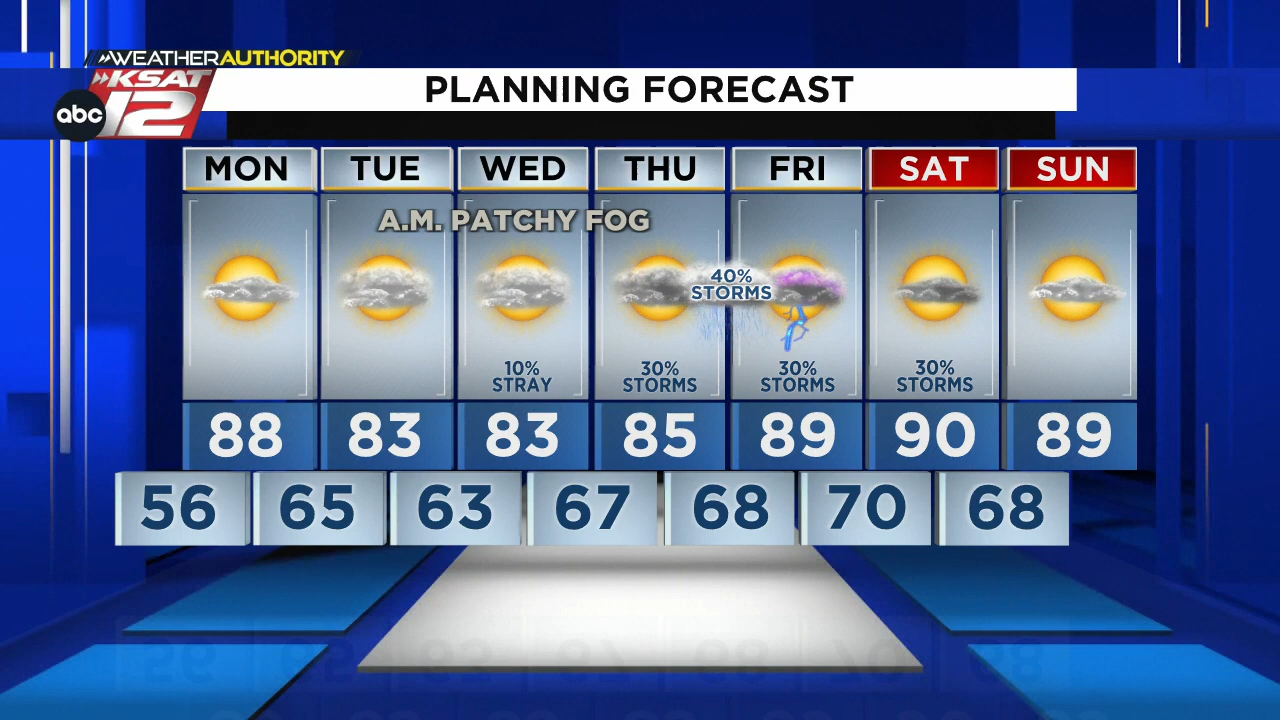 WEATHERAUTHORITY
KSAT
abc 12
PLANNING FORECAST
MON TUE WED THU FRI SAT SUN
A.M. PATCHY FOG
40%
STORMS
10% 30% 30% 30%
STRAY STORMS STORMS STORMS
88 83 83 85 89 90 89
56 65 63 67 68 70 68